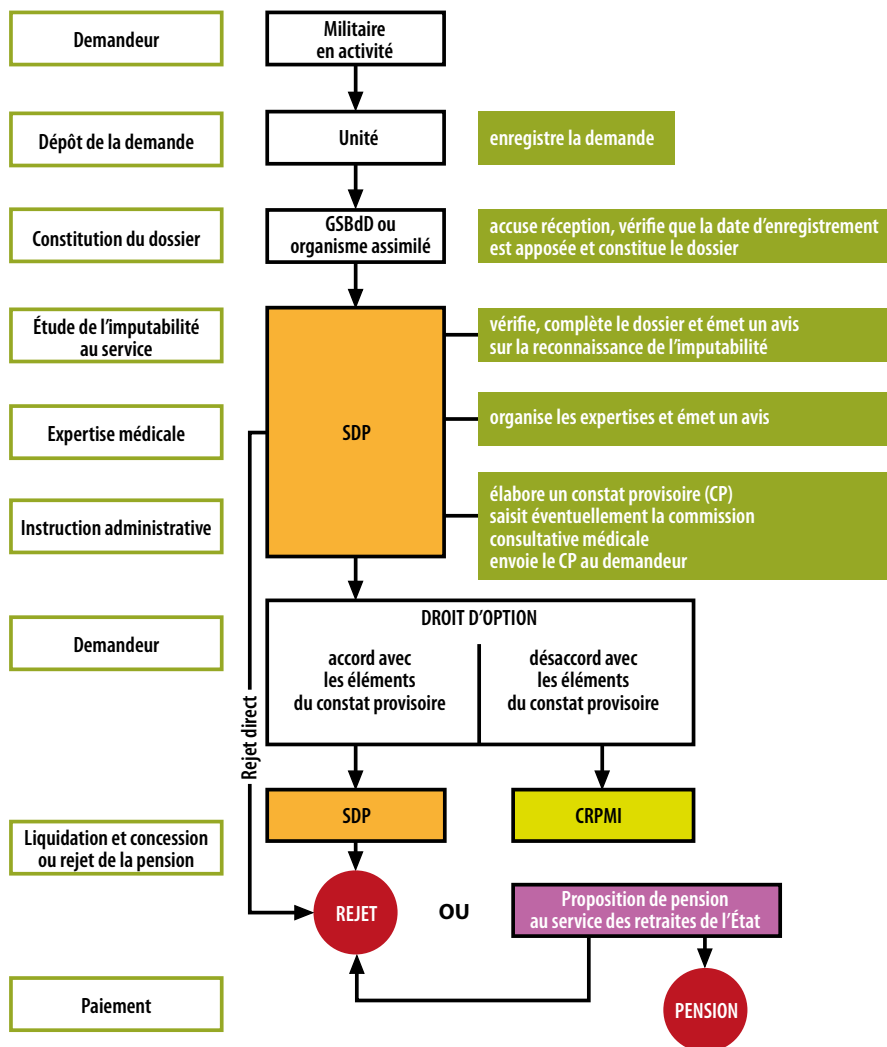 Demandeur
Militaire
en activité
Dépôt de la demande
Unité
enregistre la demande
Constitution du dossier
GSBdD ou
organisme assimilé
accuse réception, vérifie que la date d'enregistrement
est apposée et constitue le dossier
Étude de l'imputabilité
au service
vérifie, complète le dossier et émet un avis
sur la reconnaissance de l'imputabilité
Expertise médicale
SDP
organise les expertises et émet un avis
Instruction administrative
élabore un constat provisoire (CP)
saisit éventuellement la commission
consultative médicale
envoie le CP au demandeur
Demandeur
DROIT D'OPTION
accord avec
les éléments
du constat provisoire
désaccord avec
les éléments
du constat provisoire
Rejet direct
Liquidation et concession
ou rejet de la pension
SDP
CRPMI
REJET
OU
Proposition de pension
au service des retraites de l'État
Paiement
PENSION